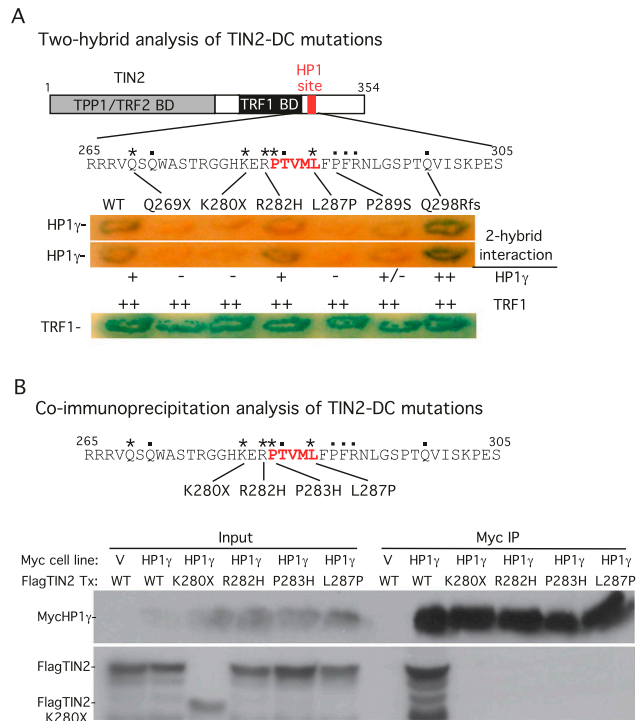 A
Two-hybrid analysis of TIN2-DC mutations
TIN2
HP1
site
1
354
TPP1/TRF2 BD
TRF1 BD
265
* ▪ * ** ▪ * ▪ ▪ ▪ ▪
305
RRRVQSQWASTRGGHKERPTVMLFPFRNLGSPTQVISKPES
WT Q269X K280X R282H L287P P289S Q298Rfs
HP1γ-
HP1γ-
2-hybrid
interaction
+ - - + - +/- ++ HP1γ
++ ++ ++ ++ ++ ++ ++ TRF1
TRF1-
B
Co-immunoprecipitation analysis of TIN2-DC mutations
265
* ▪ * ** ▪ * ▪ ▪ ▪ ▪
305
RRRVQSQWASTRGGHKERPTVMLFPFRNLGSPTQVISKPES
K280X R282H P283H L287P
Input Myc IP
Myc cell line: V HP1γ HP1γ HP1γ HP1γ HP1γ V HP1γ HP1γ HP1γ HP1γ HP1γ
FlagTIN2 Tx: WT WT K280X R282H P283H L287P WT WT K280X R282H P283H L287P
MycHP1γ-
FlagTIN2-
FlagTIN2-
K280X